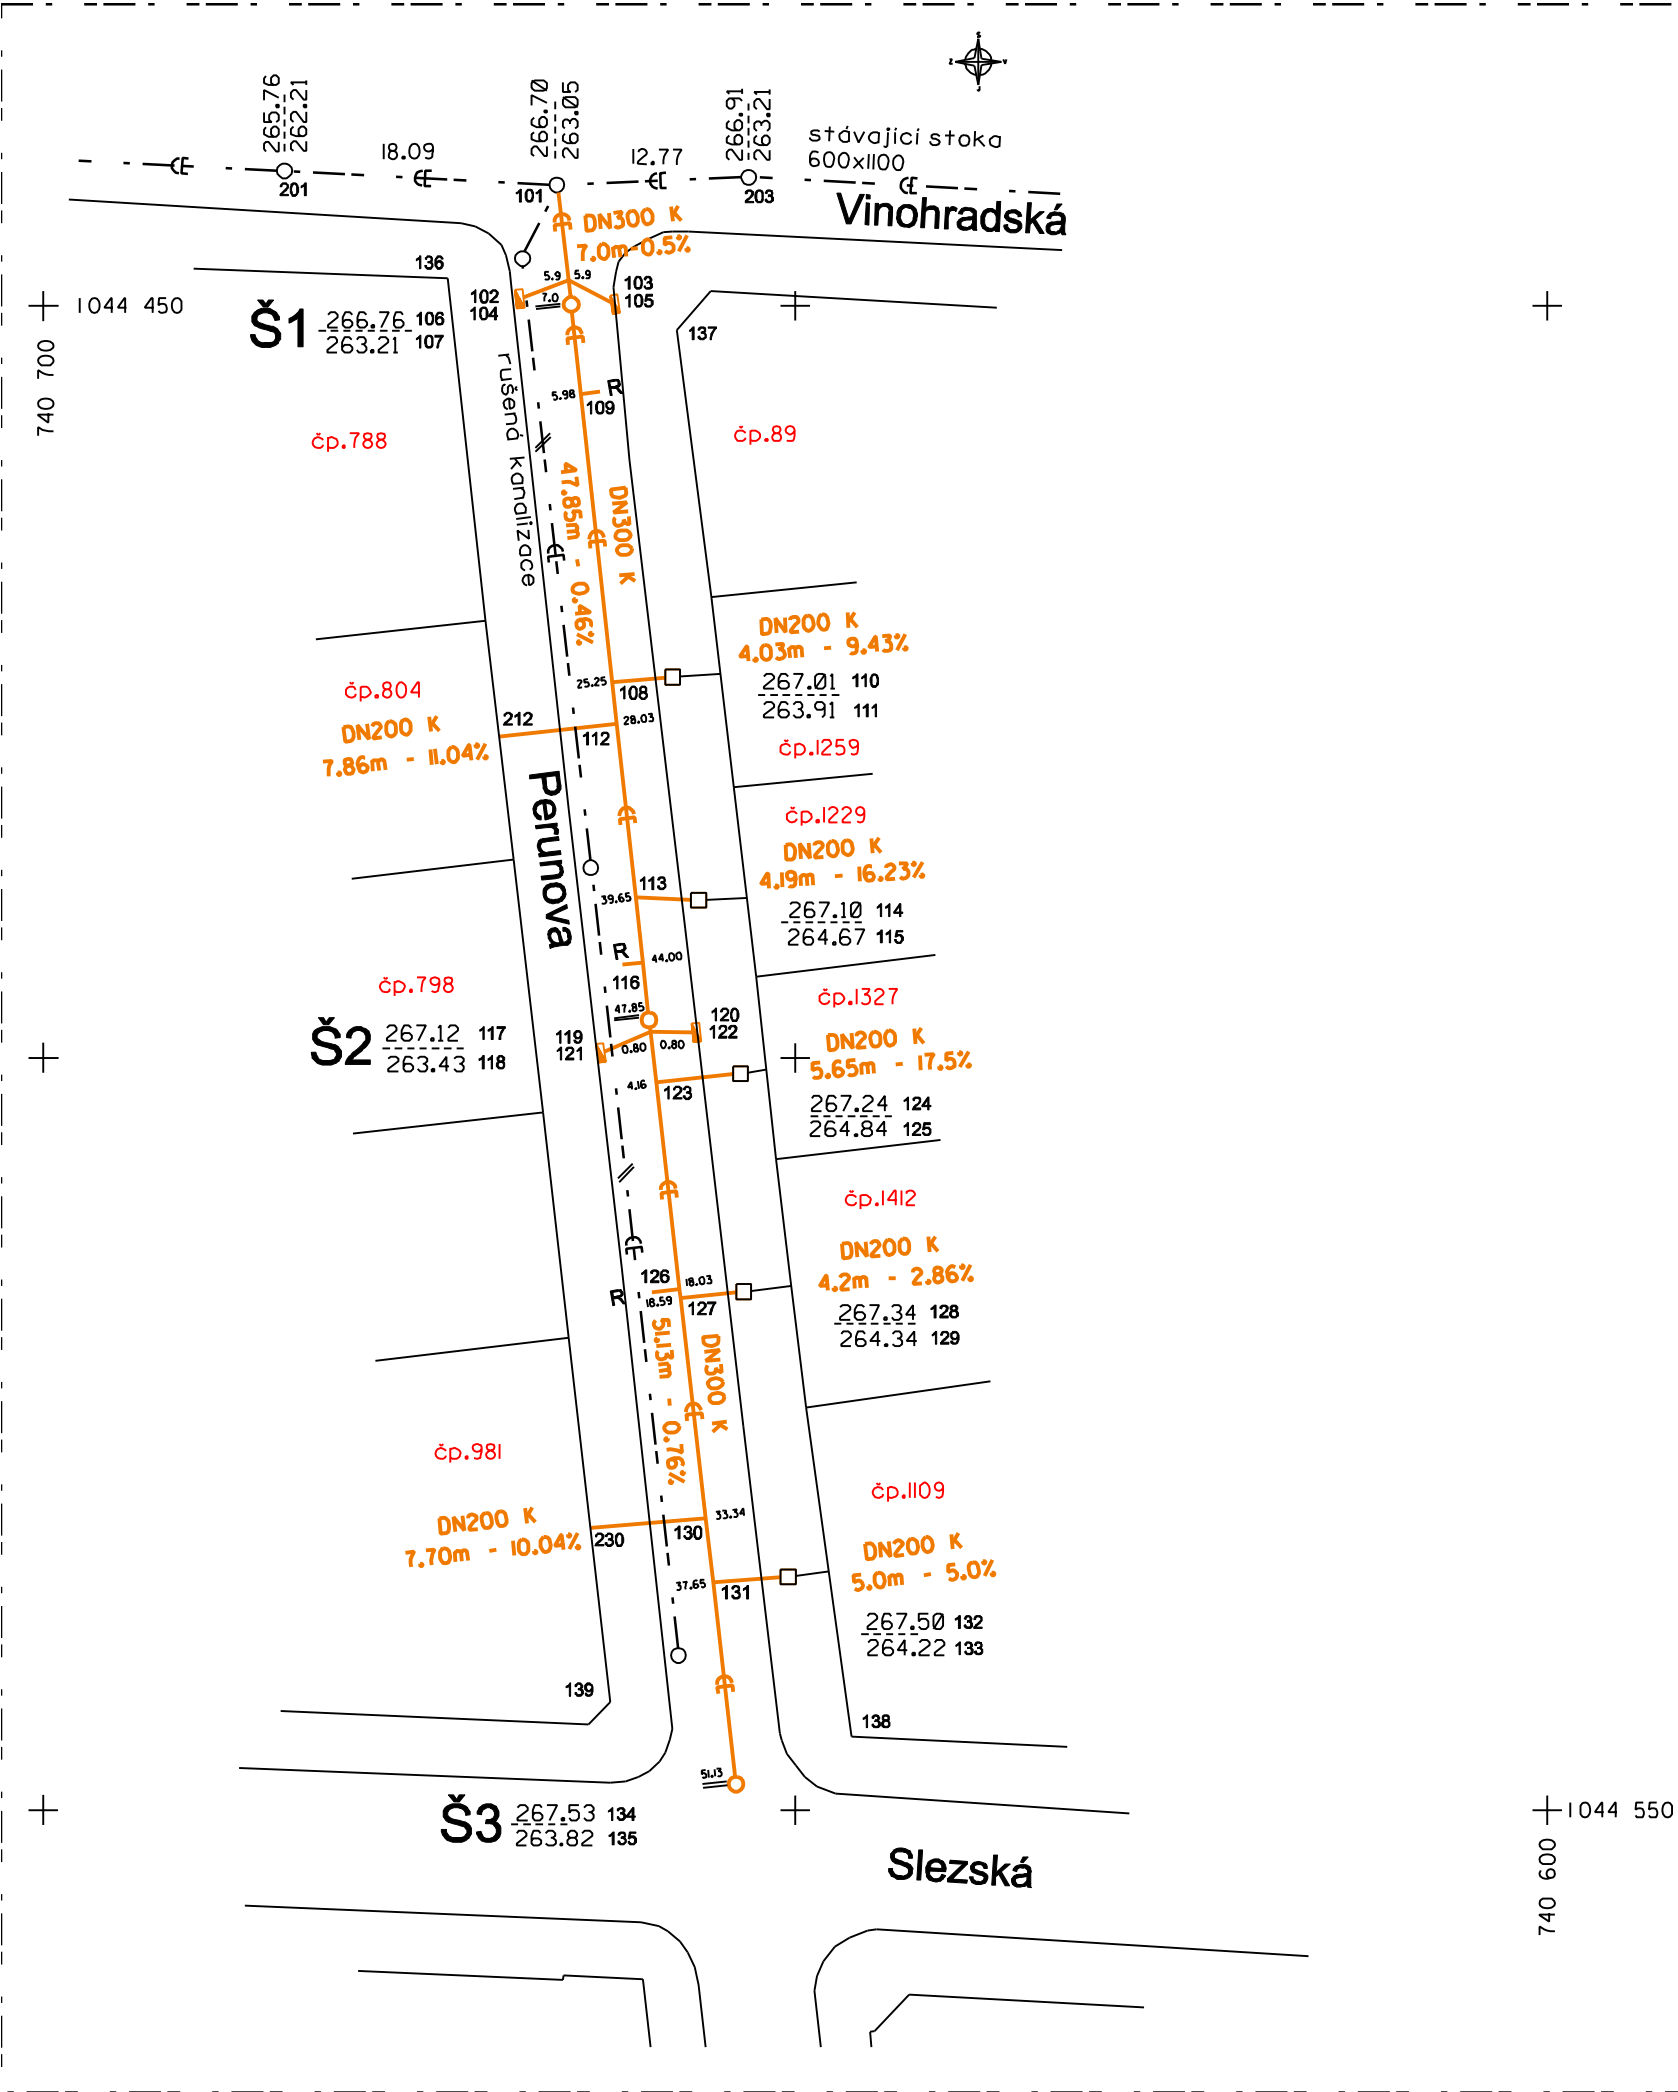 S
Z
V
J
265.76
262.21
266.70
263.05
266.91
263.21
18.09
12.77
stávající stoka
600x1100
201
101
203
Vinohradská
DN300 K
7.0m-0.5%
136
5.9
5.9
103
105
102
104
7.0
1044 450
740 700
Š1
266.76 106
263.21 107
137
rušená kanalizace
5.98
R
109
čp.788
čp.89
47.85m - 0.46%
DN300 K
DN200 K
4.03m - 9.43%
267.01 110
263.91 111
čp.1259
25.25
108
čp.804
DN200 K
7.86m - 11.04%
212
112
28.03
Perunova
čp.1229
DN200 K
4.19m - 16.23%
267.10 114
264.67 115
113
39.65
R
44.00
116
čp.798
47.85
Š2
267.12 117
263.43 118
119
121
0.80
0.80
120
122
čp.1327
DN200 K
5.65m - 17.5%
267.24 124
264.84 125
4.16
123
čp.1412
DN200 K
4.2m - 2.86%
267.34 128
264.34 129
126
18.03
R
18.59
127
51.13m - 0.76%
DN300 K
čp.981
DN200 K
7.70m - 10.04%
230
130
33.34
čp.1109
DN200 K
5.0m - 5.0%
267.50 132
264.22 133
37.65
131
139
138
51.13
Š3
267.53 134
263.82 135
Slezská
1044 550
740 600